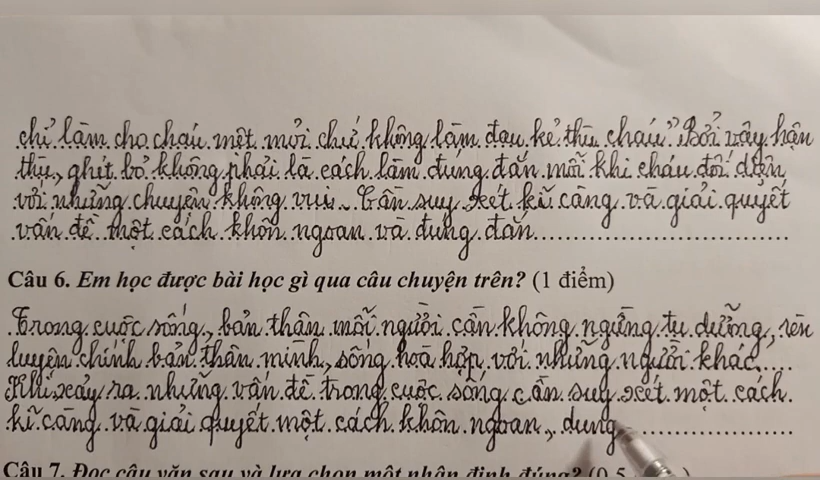 chỉ làm cho cháu mệt mỏi chứ không làm đau kẻ thù cháu" Bởi vậy hận
thù, ghét bỏ không phải là cách làm đúng đắn mỗi khi cháu đối diện
với những chuyện không vui. Cần suy xét kĩ càng và giải quyết
vấn đề một cách khôn ngoan và đúng đắn
Câu 6. Em học được bài học gì qua câu chuyện trên? (1 điểm)
Trong cuộc sống, bản thân mỗi người cần không ngừng tu dưỡng, rèn
luyện chính bản thân mình, sống hoà hợp với những người khác.
Khi xảy ra những vấn đề trong cuộc sống cần suy xét một cách
kĩ càng và giải quyết một cách khôn ngoan, dung
Câu 7. Đọc câu văn sau và lựa chọn một nhận định đúng? (0,5